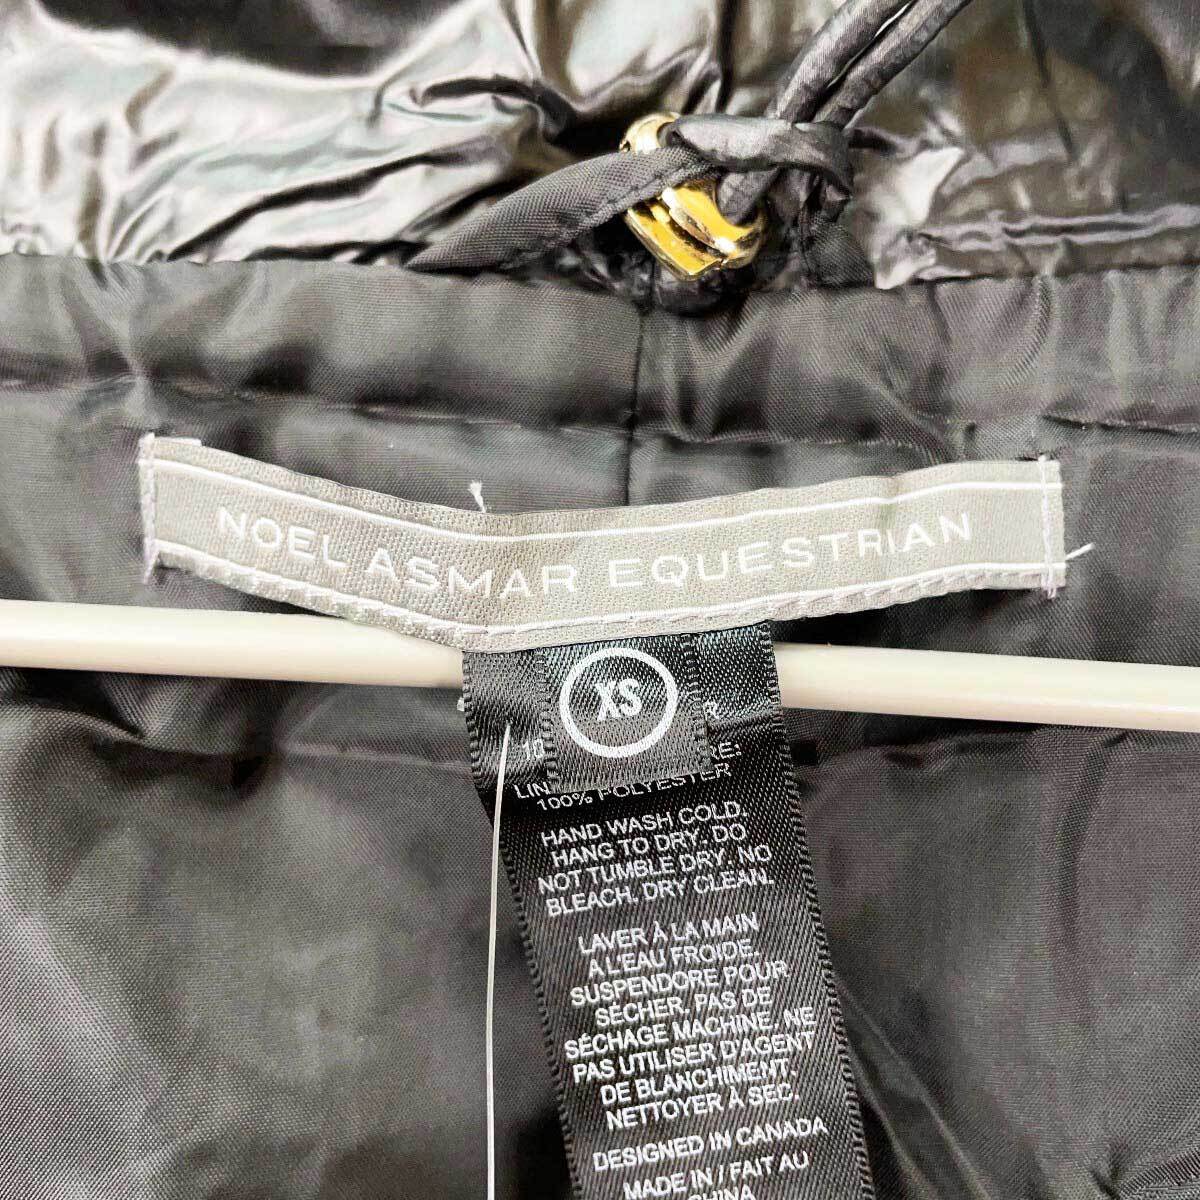 NOEL ASMAR EQUESTRIAN
XS
100% POLYESTER
HAND WASH COLD.
HANG TO DRY. DO
NOT TUMBLE DRY. NO
BLEACH. DRY CLEAN.
LAVER À LA MAIN
A L'EAU FROIDE.
SUSPENDORE POUR
SÉCHER. PAS DE
SÉCHAGE MACHINE. NE
PAS UTILISER D'AGENT
DE BLANCHIMENT.
NETTOYER À SEC.
DESIGNED IN CANADA
MADE IN / FAIT AU
CHINA